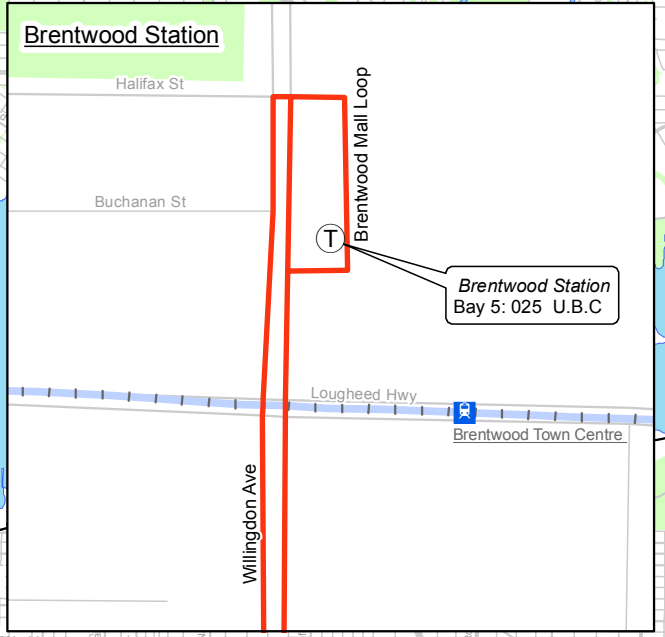 Brentwood Station
Halifax St
Brentwood Mall Loop
Buchanan St
T
Brentwood Station
Bay 5: 025 U.B.C
Lougheed Hwy
Brentwood Town Centre
Willingdon Ave